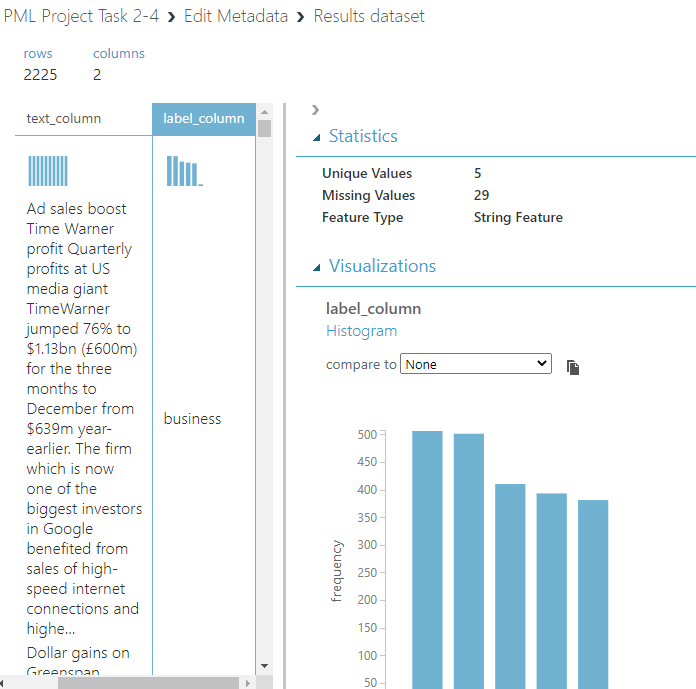 PML Project Task 2-4 › Edit Metadata › Results dataset
rows columns
2225 2
text_column label_column
Ad sales boost
Time Warner
profit Quarterly
profits at US
media giant
TimeWarner
jumped 76% to
$1.13bn (£600m)
for the three
months to
December from
$639m year-
earlier. The firm
which is now
one of the
biggest investors
in Google
benefited from
sales of high-
speed internet
connections and
highe...
Dollar gains on
Greenspan
business
Statistics
Unique Values 5
Missing Values 29
Feature Type String Feature
Visualizations
label_column
Histogram
compare to None
frequency
500
450
400
350
300
250
200
150
100
50